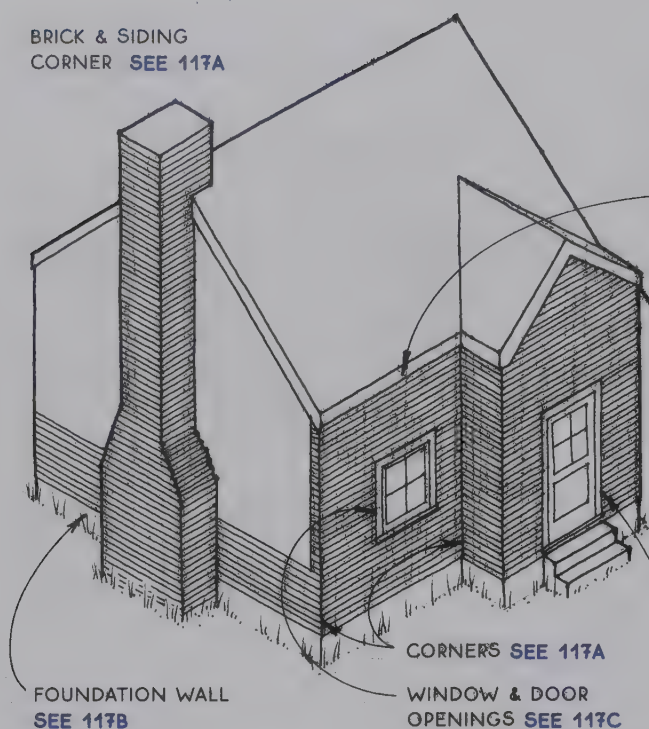 BRICK & SIDING
CORNER SEE 117A
CORNERS SEE 117A
FOUNDATION WALL
SEE 117B
WINDOW & DOOR
OPENINGS SEE 117C